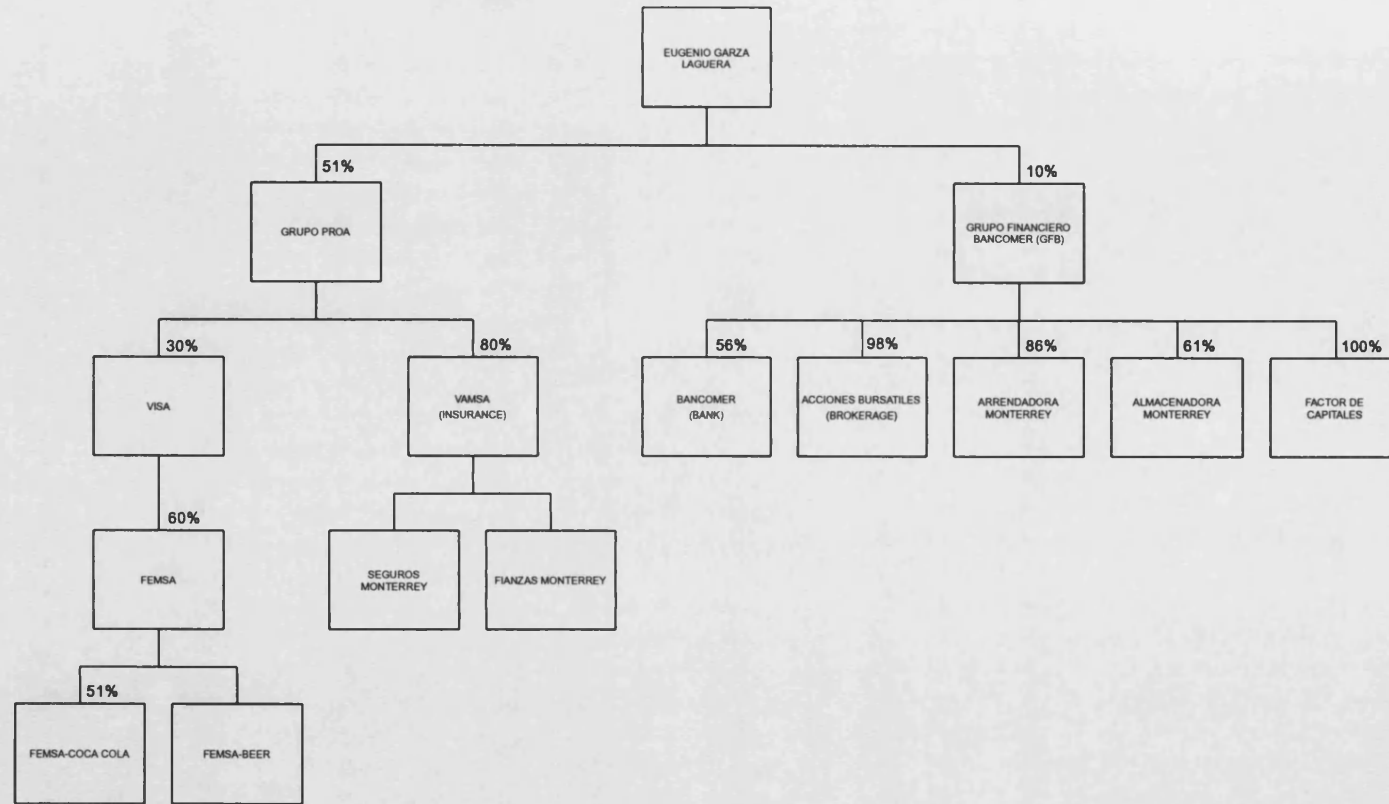 EUGENIO GARZA
LAGUERA
51%
10%
GRUPO PROA
GRUPO FINANCIERO
BANCOMER (GFB)
30%
80%
56%
98%
86%
61%
100%
VISA
VAMSA
(INSURANCE)
BANCOMER
(BANK)
ACCIONES BURSATILES
(BROKERAGE)
ARRENDADORA
MONTERREY
ALMACENADORA
MONTERREY
FACTOR DE
CAPITALES
60%
FEMSA
SEGUROS
MONTERREY
FIANZAS MONTERREY
51%
FEMSA-COCA COLA
FEMSA-BEER